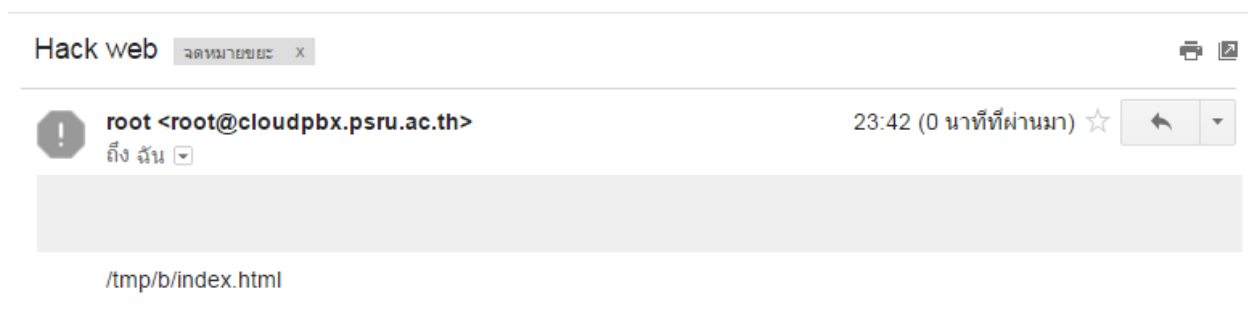 Hack web จดหมายขยะ x
root <root@cloudpbx.psru.ac.th> 23:42 (0 นาทีที่ผ่านมา)
ถึง ฉัน
/tmp/b/index.html